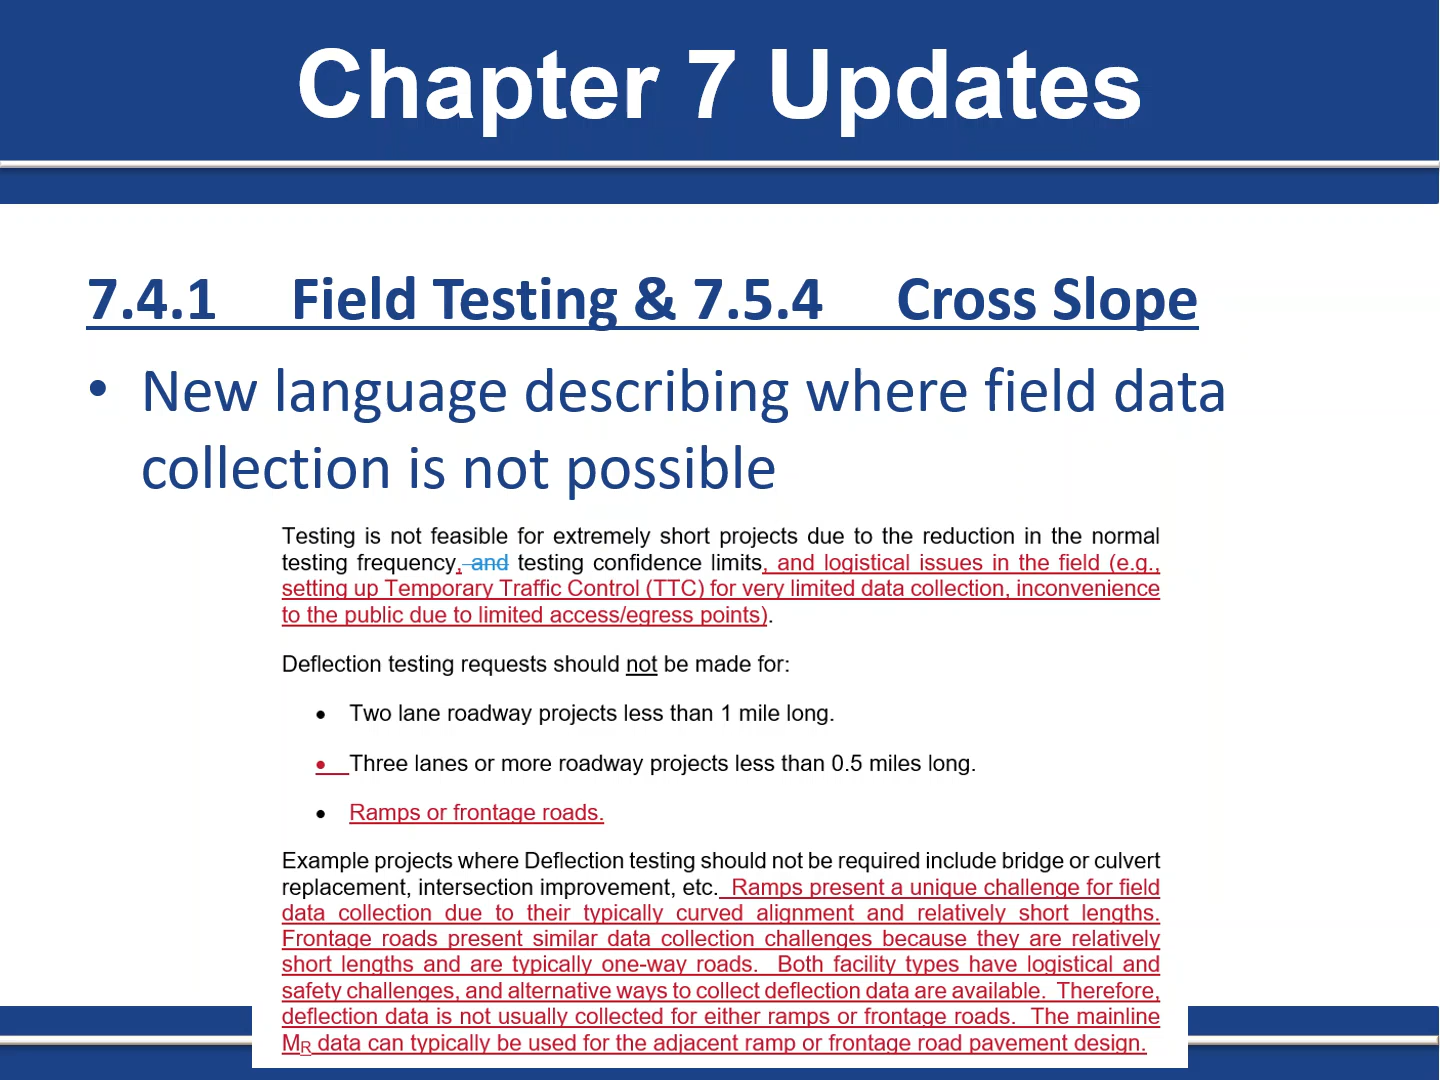 Chapter 7 Updates
7.4.1 Field Testing & 7.5.4 Cross Slope
• New language describing where field data
collection is not possible
Testing is not feasible for extremely short projects due to the reduction in the normal
testing frequency, and testing confidence limits, and logistical issues in the field (e.g.,
setting up Temporary Traffic Control (TTC) for very limited data collection, inconvenience
to the public due to limited access/egress points).
Deflection testing requests should not be made for:
• Two lane roadway projects less than 1 mile long.
• Three lanes or more roadway projects less than 0.5 miles long.
• Ramps or frontage roads.
Example projects where Deflection testing should not be required include bridge or culvert
replacement, intersection improvement, etc. Ramps present a unique challenge for field
data collection due to their typically curved alignment and relatively short lengths.
Frontage roads present similar data collection challenges because they are relatively
short lengths and are typically one-way roads. Both facility types have logistical and
safety challenges, and alternative ways to collect deflection data are available. Therefore,
deflection data is not usually collected for either ramps or frontage roads. The mainline
MR data can typically be used for the adjacent ramp or frontage road pavement design.